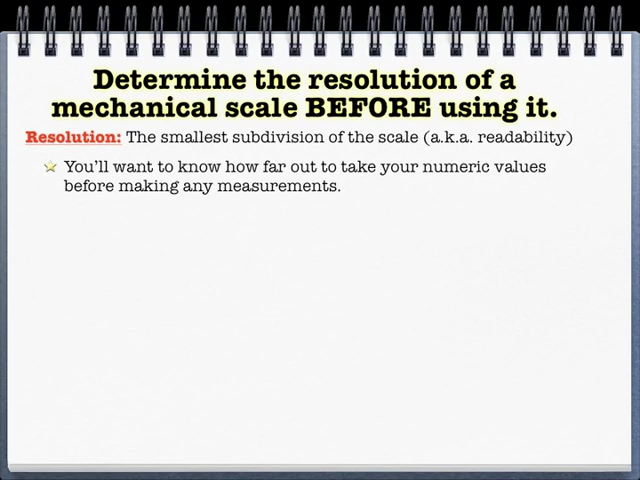 Determine the resolution of a
mechanical scale BEFORE using it.
Resolution: The smallest subdivision of the scale (a.k.a. readability)
You'll want to know how far out to take your numeric values
before making any measurements.